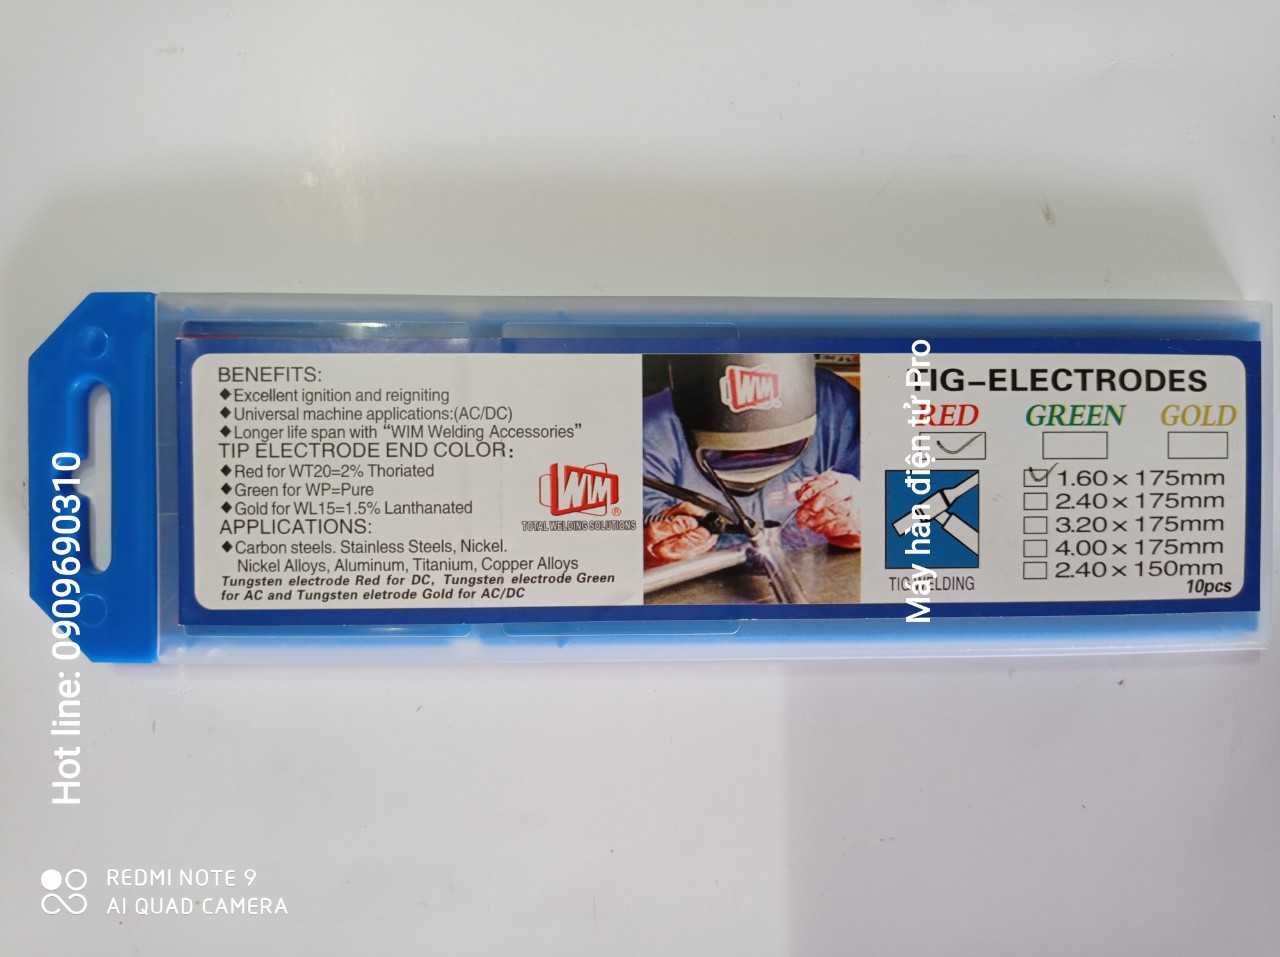 BENEFITS:
◆Excellent ignition and reigniting
◆Universal machine applications:(AC/DC)
◆Longer life span with “WIM Welding Accessories”
TIP ELECTRODE END COLOR:
◆Red for WT20=2% Thoriated
◆Green for WP=Pure
◆Gold for WL15=1.5% Lanthanated
APPLICATIONS:
◆Carbon steels. Stainless Steels, Nickel.
Nickel Alloys, Aluminum, Titanium, Copper Alloys
Tungsten electrode Red for DC, Tungsten electrode Green
for AC and Tungsten eletrode Gold for AC/DC
WIM®
TOTAL WELDING SOLUTIONS
WIM
TIG-ELECTRODES
RED GREEN GOLD
1.60×175mm
2.40×175mm
3.20×175mm
4.00×175mm
2.40×150mm
10pcs
TIG WELDING
Máy hàn điện tử Pro
Hot line: 0909690310
REDMI NOTE 9
AI QUAD CAMERA